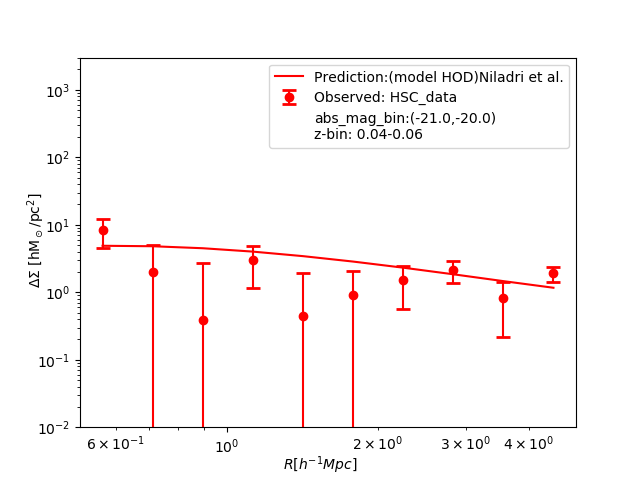 Prediction:(model HOD)Niladri et al.
Observed: HSC_data
abs_mag_bin:(-21.0,-20.0)
z-bin: 0.04-0.06
ΔΣ [hM⊙/pc²]
10³
10²
10¹
10⁰
10⁻¹
10⁻²
6 × 10⁻¹ 10⁰ 2 × 10⁰ 3 × 10⁰ 4 × 10⁰
R[h⁻¹Mpc]